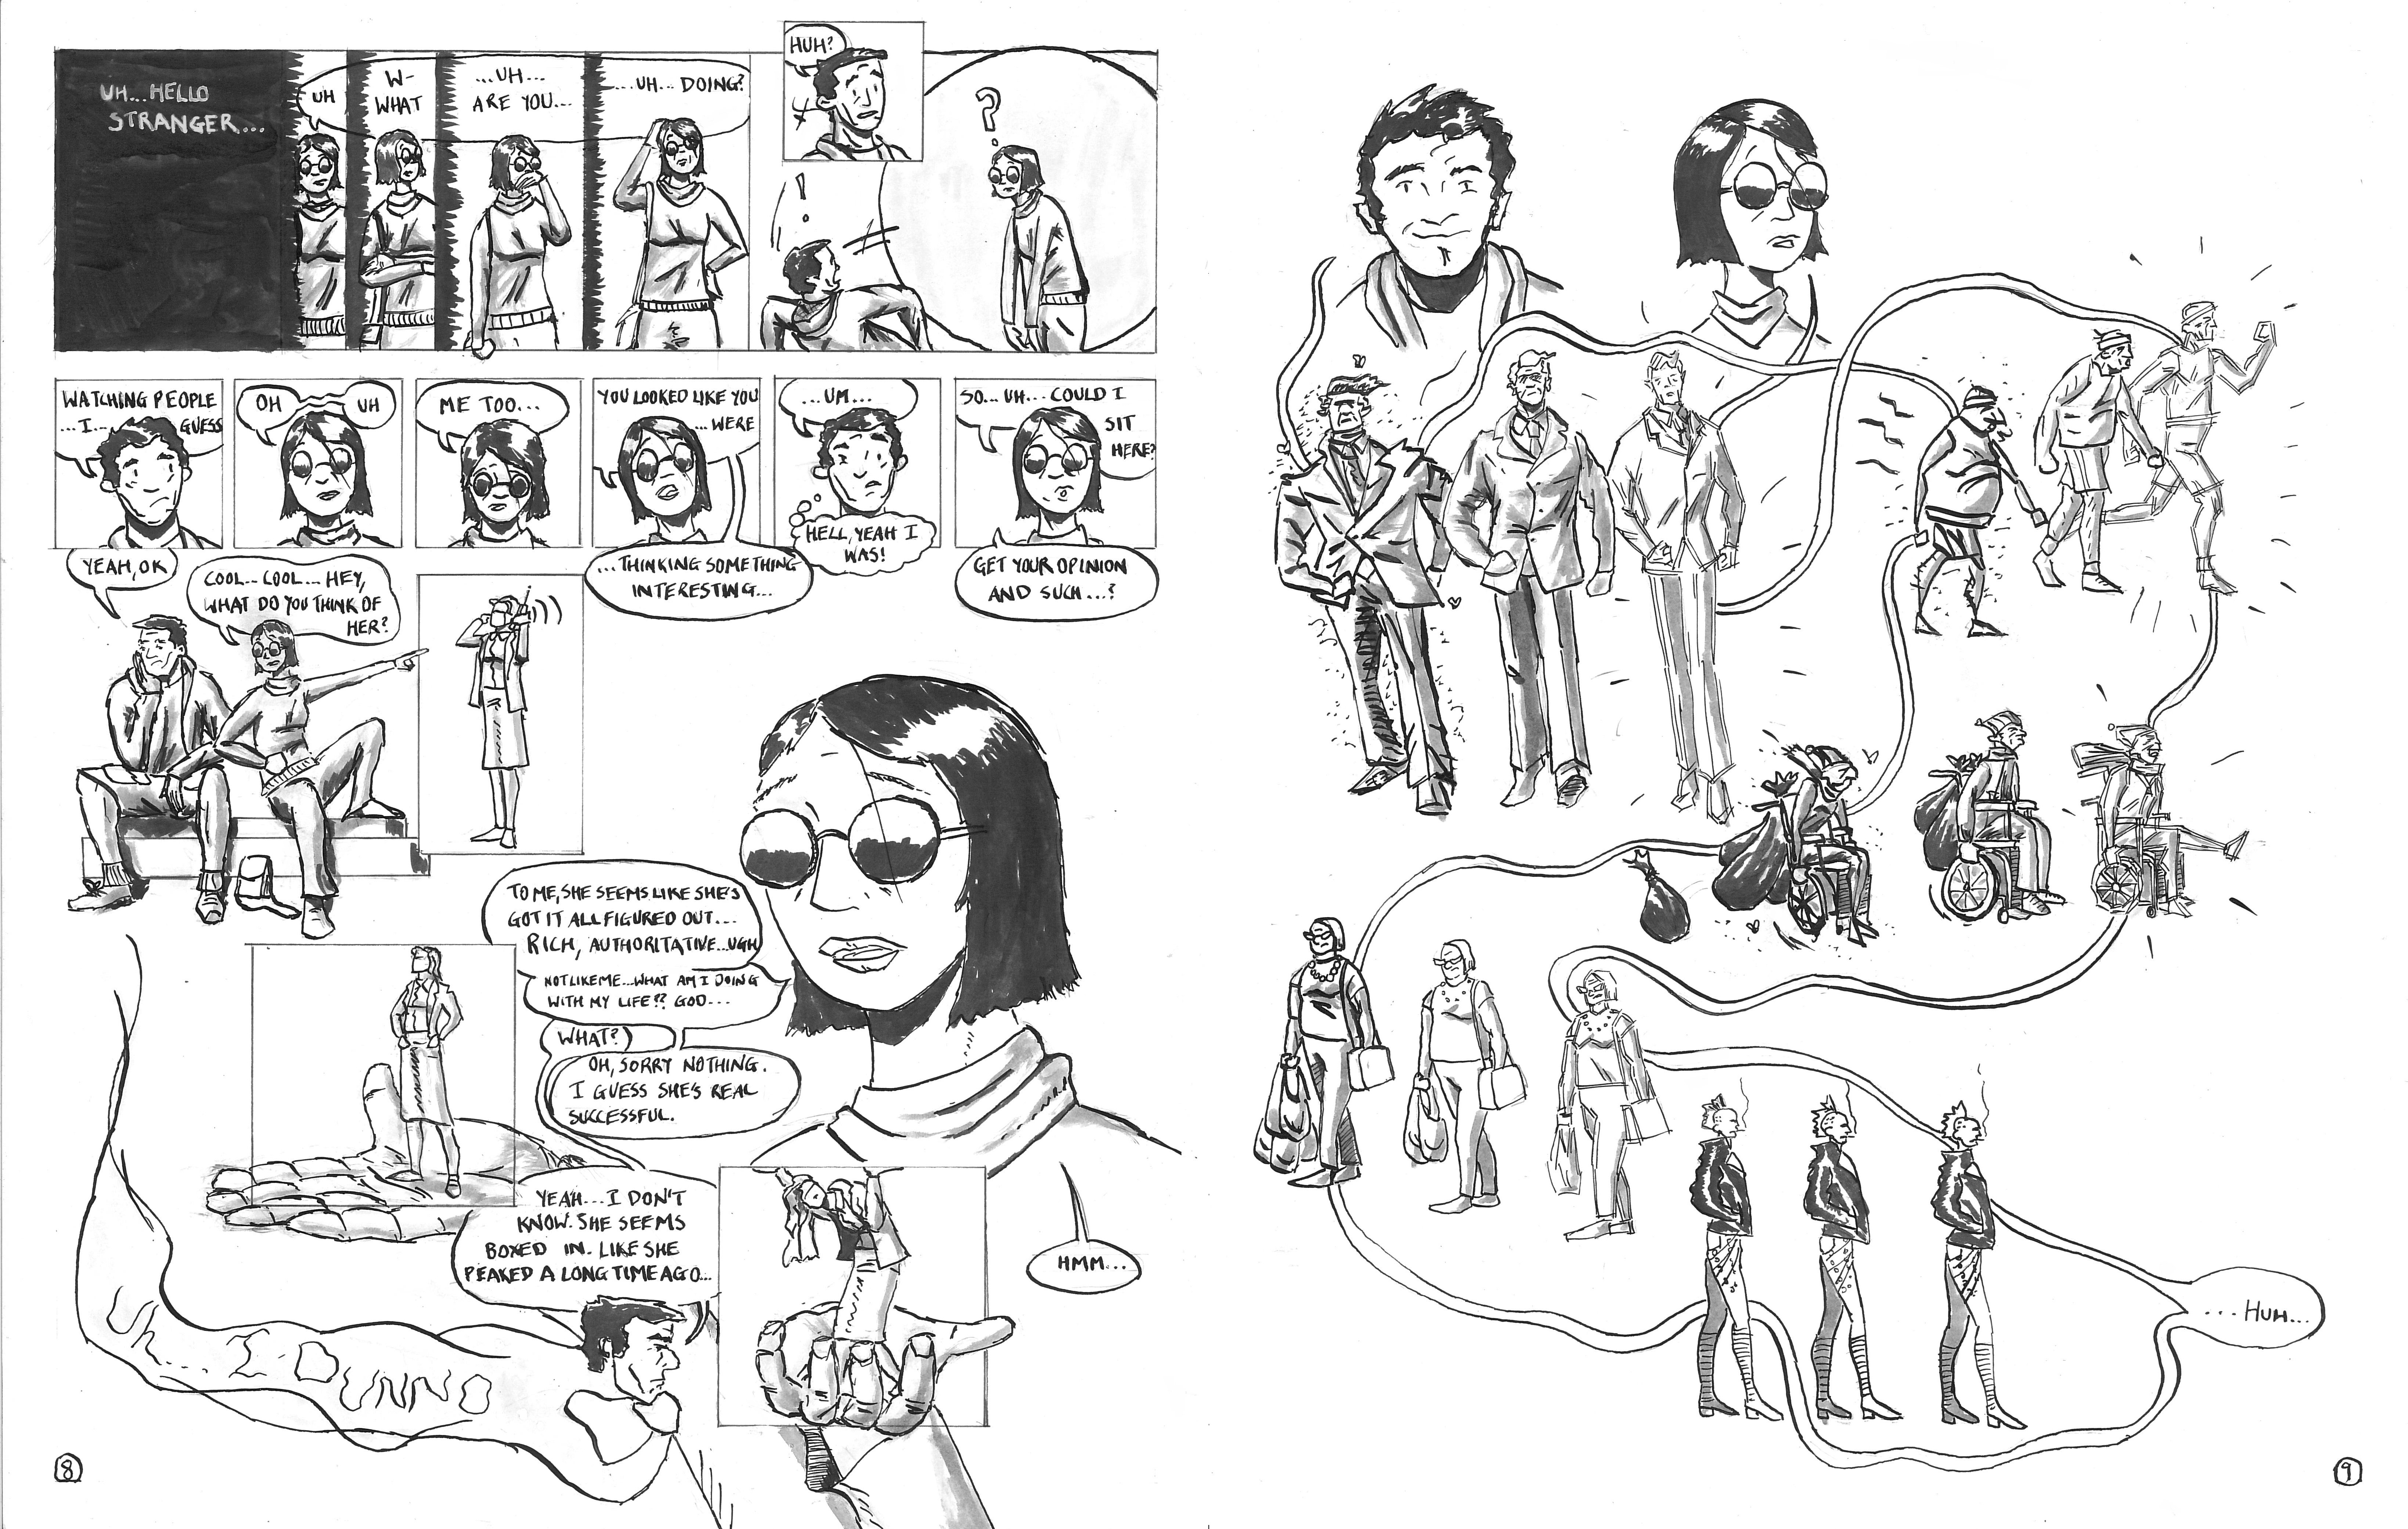 UH...HELLO
STRANGER...
UH
W-
WHAT
...UH...
ARE YOU...
...UH... DOING?
HUH?
!
?
WATCHING PEOPLE
...I... GUESS
OH UH
ME TOO...
YOU LOOKED LIKE YOU
...WERE
...THINKING SOMETHING
INTERESTING...
...UM...
HELL, YEAH I
WAS!
SO...UH...COULD I
SIT
HERE?
GET YOUR OPINION
AND SUCH...?
YEAH, OK
COOL...COOL...HEY,
WHAT DO YOU THINK OF
HER?
TO ME, SHE SEEMS LIKE SHE'S
GOT IT ALL FIGURED OUT...
RICH, AUTHORITATIVE...UGH
NOT LIKE ME...WHAT AM I DOING
WITH MY LIFE?? GOD...
WHAT?
OH, SORRY NOTHING.
I GUESS SHE'S REAL
SUCCESSFUL.
YEAH...I DON'T
KNOW. SHE SEEMS
BOXED IN. LIKE SHE
PEAKED A LONG TIME AGO...
HMM...
UH... I DUNNO
8
...HUH...
9